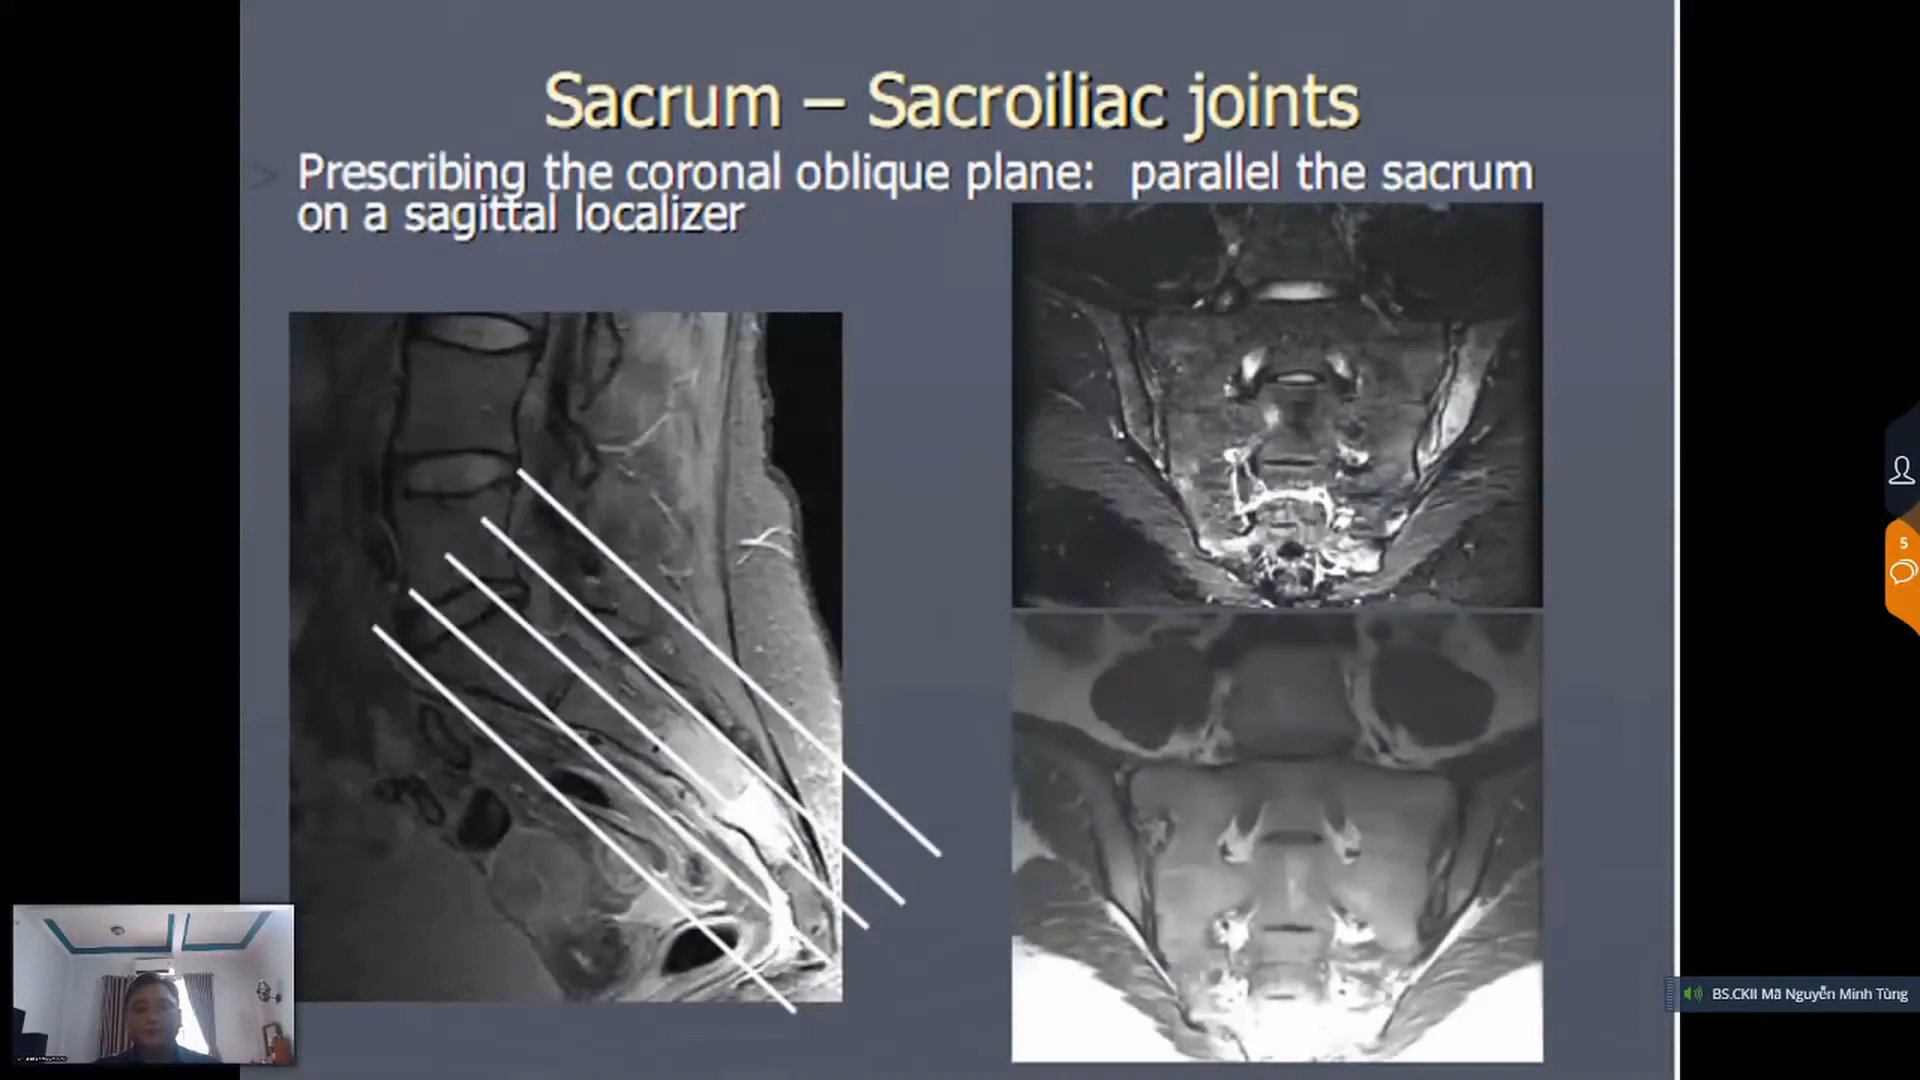 Sacrum – Sacroiliac joints
Prescribing the coronal oblique plane: parallel the sacrum
on a sagittal localizer
5
BS.CKII Mã Nguyễn Minh Tùng